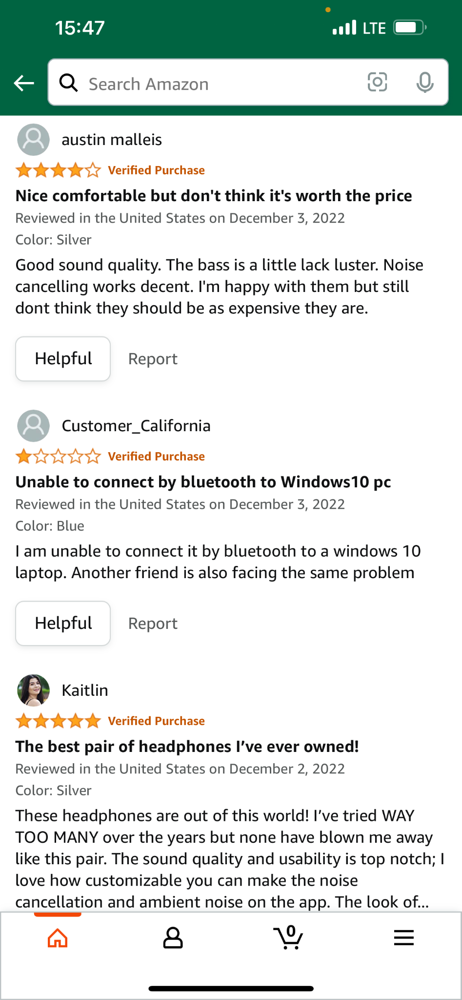 15:47
LTE
Search Amazon
austin malleis
Verified Purchase
Nice comfortable but don't think it's worth the price
Reviewed in the United States on December 3, 2022
Color: Silver
Good sound quality. The bass is a little lack luster. Noise
cancelling works decent. I'm happy with them but still
dont think they should be as expensive they are.
Helpful
Report
Customer_California
Verified Purchase
Unable to connect by bluetooth to Windows10 pc
Reviewed in the United States on December 3, 2022
Color: Blue
I am unable to connect it by bluetooth to a windows 10
laptop. Another friend is also facing the same problem
Helpful
Report
Kaitlin
Verified Purchase
The best pair of headphones I’ve ever owned!
Reviewed in the United States on December 2, 2022
Color: Silver
These headphones are out of this world! I’ve tried WAY
TOO MANY over the years but none have blown me away
like this pair. The sound quality and usability is top notch; I
love how customizable you can make the noise
cancellation and ambient noise on the app. The look of...
0